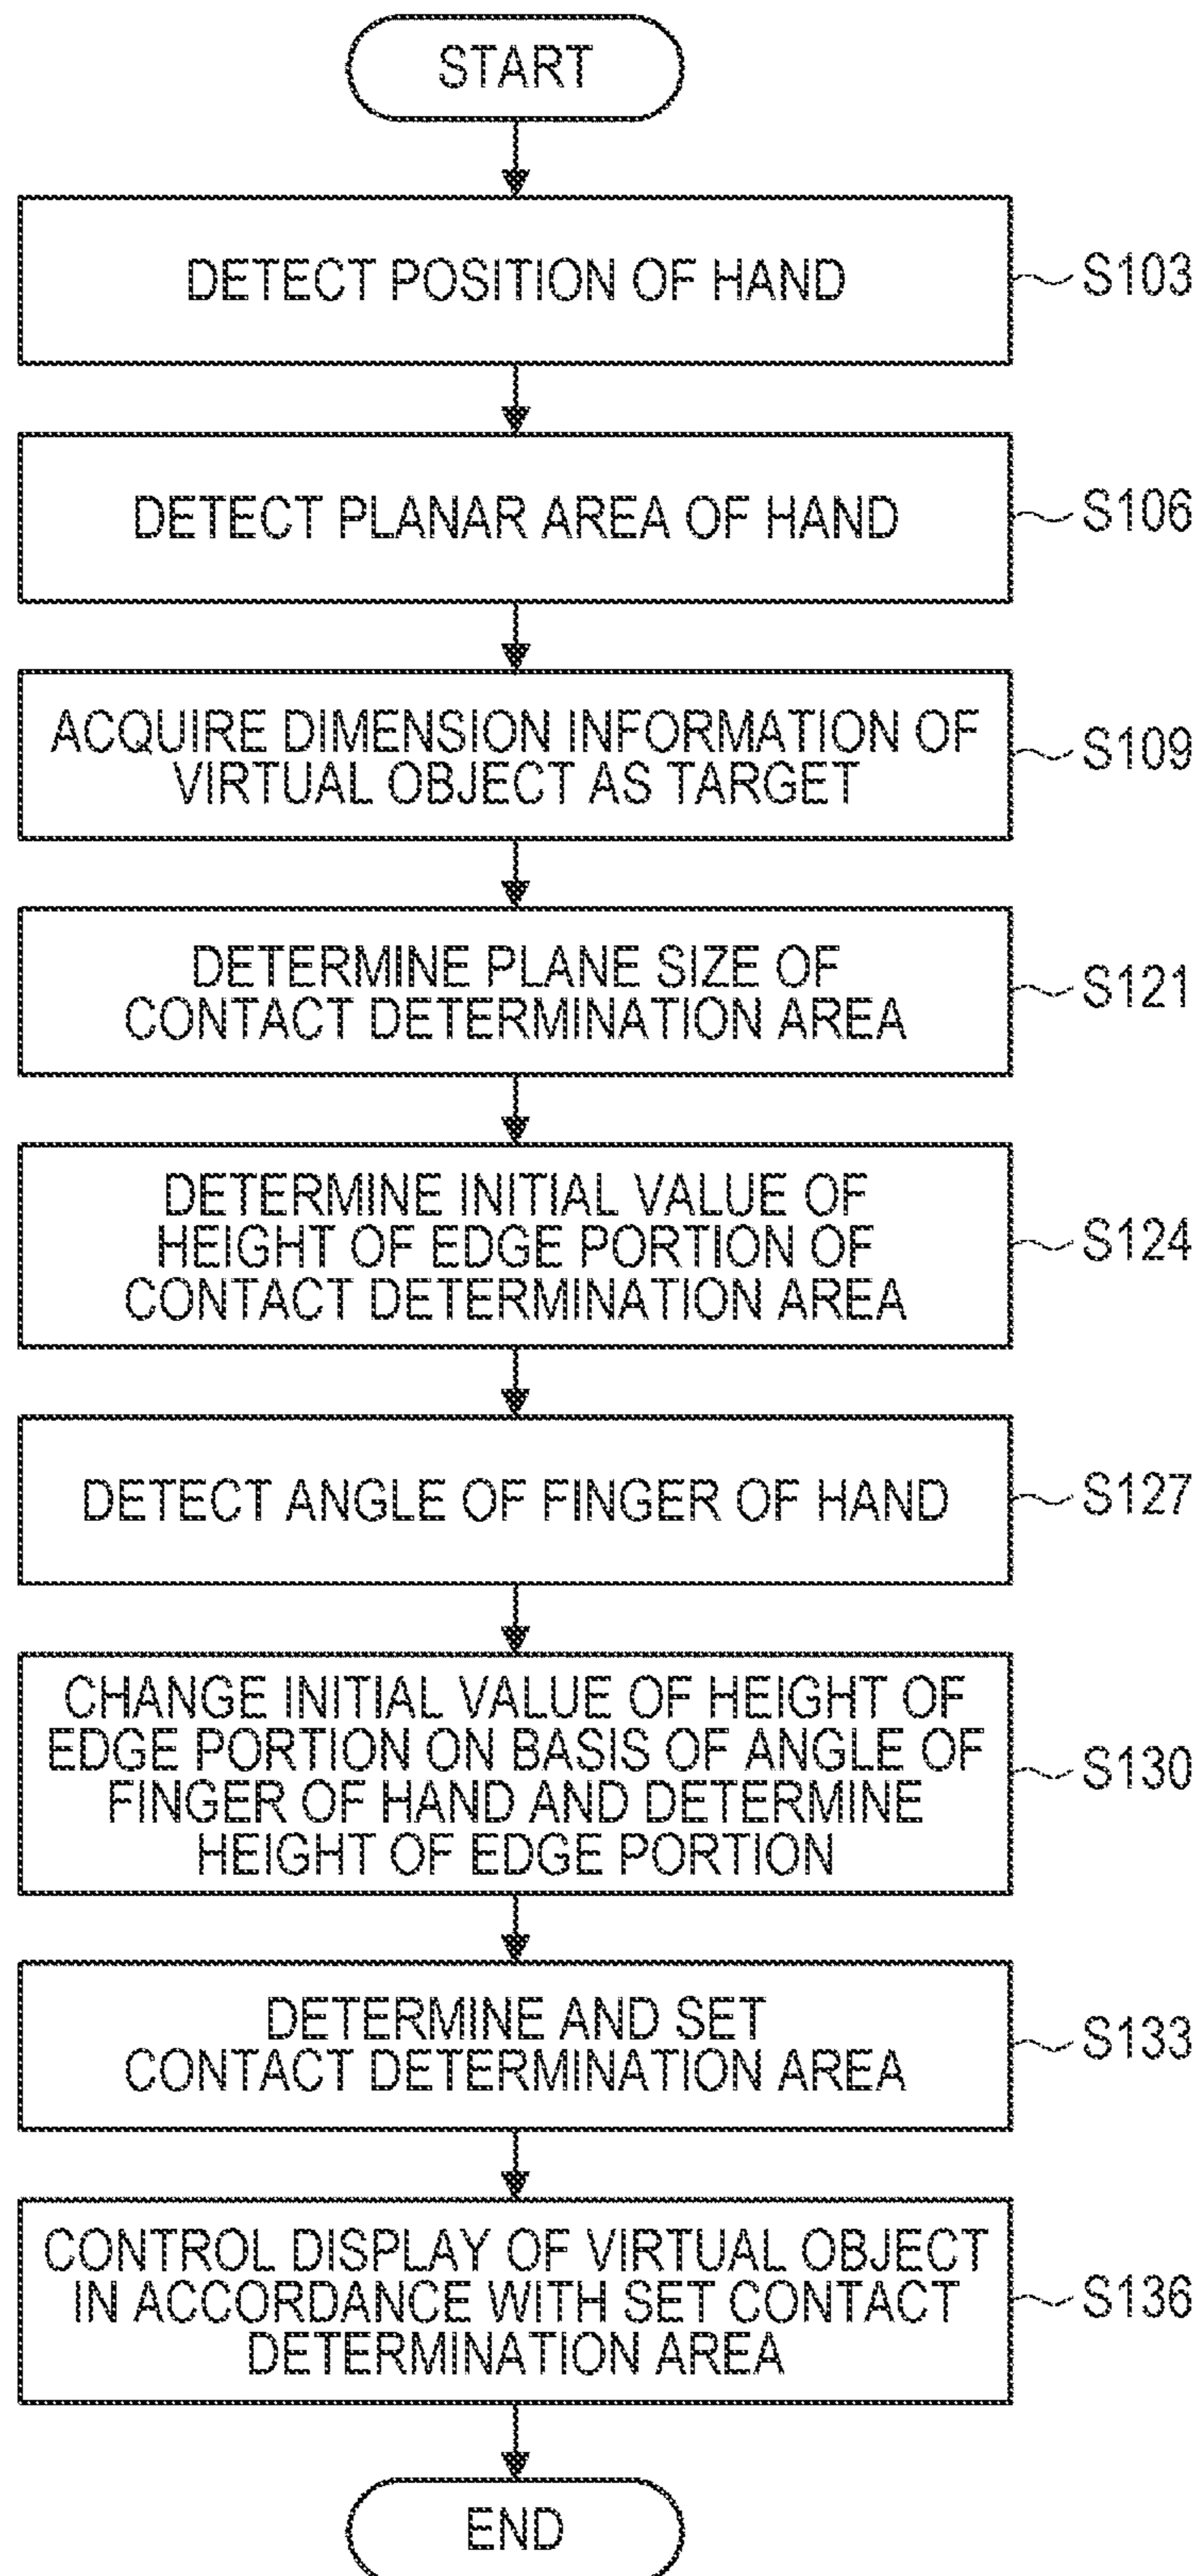 START
DETECT POSITION OF HAND
S103
DETECT PLANAR AREA OF HAND
S106
ACQUIRE DIMENSION INFORMATION OF
VIRTUAL OBJECT AS TARGET
S109
DETERMINE PLANE SIZE OF
CONTACT DETERMINATION AREA
S121
DETERMINE INITIAL VALUE OF
HEIGHT OF EDGE PORTION OF
CONTACT DETERMINATION AREA
S124
DETECT ANGLE OF FINGER OF HAND
S127
CHANGE INITIAL VALUE OF HEIGHT OF
EDGE PORTION ON BASIS OF ANGLE OF
FINGER OF HAND AND DETERMINE
HEIGHT OF EDGE PORTION
S130
DETERMINE AND SET
CONTACT DETERMINATION AREA
S133
CONTROL DISPLAY OF VIRTUAL OBJECT
IN ACCORDANCE WITH SET CONTACT
DETERMINATION AREA
S136
END